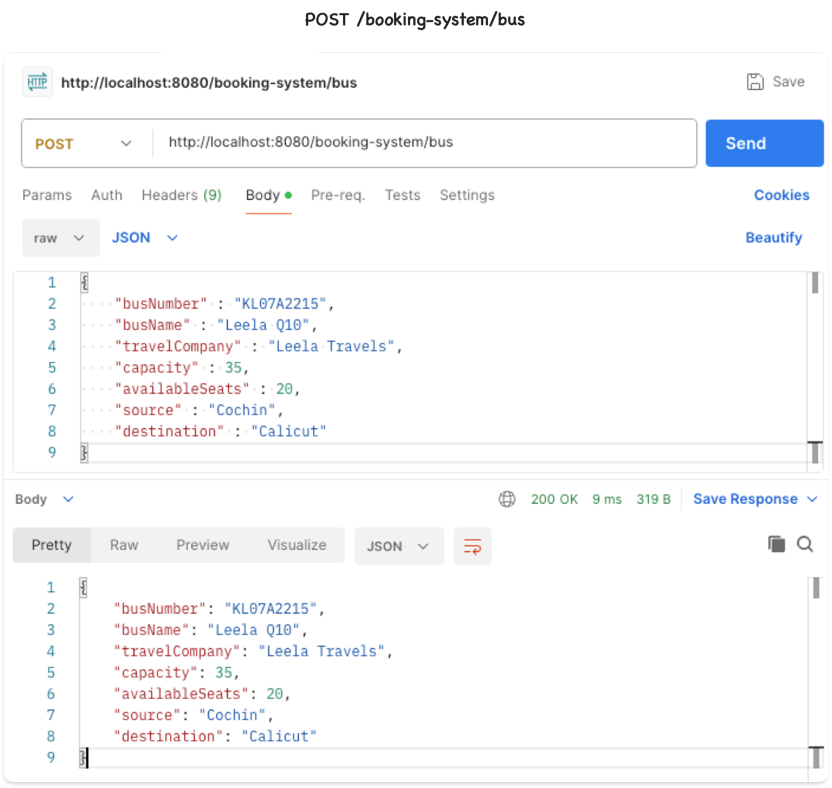 POST /booking-system/bus
HTTP http://localhost:8080/booking-system/bus Save
POST http://localhost:8080/booking-system/bus Send
Params Auth Headers (9) Body Pre-req. Tests Settings Cookies
raw JSON Beautify
1 {
2 "busNumber" : "KL07A2215",
3 "busName" : "Leela Q10",
4 "travelCompany" : "Leela Travels",
5 "capacity" : 35,
6 "availableSeats" : 20,
7 "source" : "Cochin",
8 "destination" : "Calicut"
9 }
Body 200 OK 9 ms 319 B Save Response
Pretty Raw Preview Visualize JSON
1 {
2 "busNumber": "KL07A2215",
3 "busName": "Leela Q10",
4 "travelCompany": "Leela Travels",
5 "capacity": 35,
6 "availableSeats": 20,
7 "source": "Cochin",
8 "destination": "Calicut"
9 }